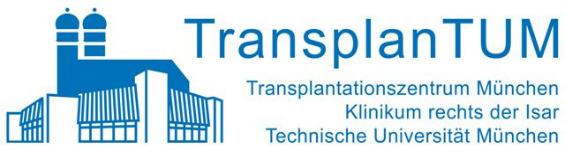 TransplanTUM
Transplantationszentrum München
Klinikum rechts der Isar
Technische Universität München